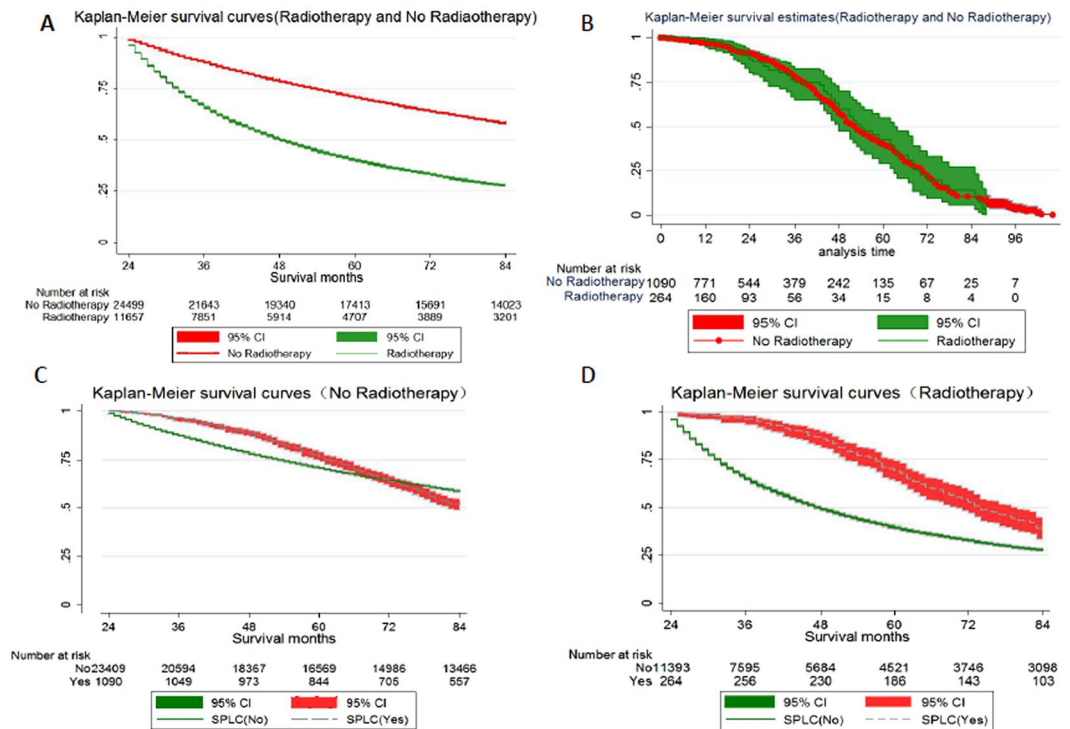 A
Kaplan-Meier survival curves(Radiotherapy and No Radiaotherapy)
1
.75
.5
.25
0
24 36 48 60 72 84
Survival months
Number at risk
No Radiotherapy 24499 21643 19340 17413 15691 14023
Radiotherapy 11657 7851 5914 4707 3889 3201
95% CI 95% CI
No Radiotherapy Radiotherapy
B
Kaplan-Meier survival estimates(Radiotherapy and No Radiotherapy)
1
.75
.5
.25
0
0 12 24 36 48 60 72 84 96
analysis time
Number at risk
No Radiotherapy 1090 771 544 379 242 135 67 25 7
Radiotherapy 264 160 93 56 34 15 8 4 0
95% CI 95% CI
No Radiotherapy Radiotherapy
C
Kaplan-Meier survival curves（No Radiotherapy）
1
.75
.5
.25
0
24 36 48 60 72 84
Survival months
Number at risk
No 23409 20594 18367 16569 14986 13466
Yes 1090 1049 973 844 705 557
95% CI 95% CI
SPLC(No) SPLC(Yes)
D
Kaplan-Meier survival curves（Radiotherapy）
1
.75
.5
.25
0
24 36 48 60 72 84
Survival months
Number at risk
No 11393 7595 5684 4521 3746 3098
Yes 264 256 230 186 143 103
95% CI 95% CI
SPLC(No) SPLC(Yes)